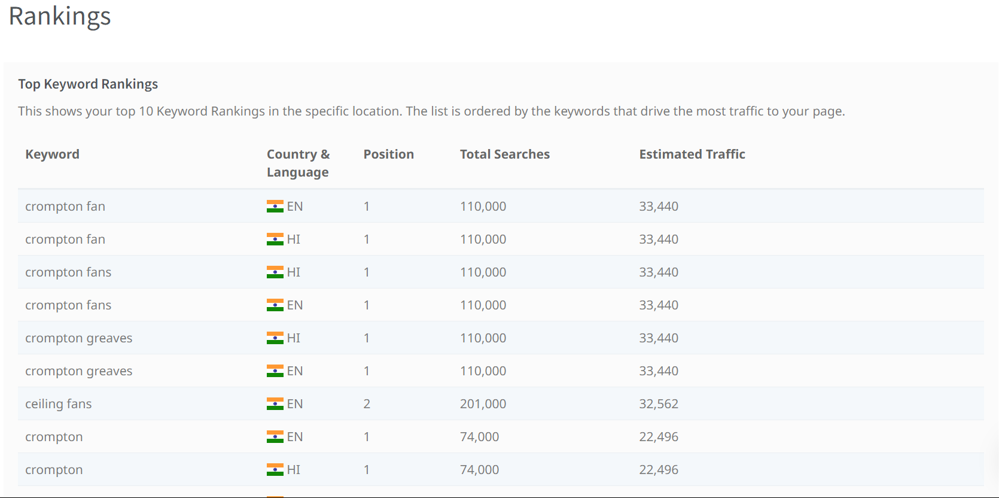 Rankings
Top Keyword Rankings
This shows your top 10 Keyword Rankings in the specific location. The list is ordered by the keywords that drive the most traffic to your page.
Keyword Country & Language Position Total Searches Estimated Traffic
crompton fan EN 1 110,000 33,440
crompton fan HI 1 110,000 33,440
crompton fans HI 1 110,000 33,440
crompton fans EN 1 110,000 33,440
crompton greaves HI 1 110,000 33,440
crompton greaves EN 1 110,000 33,440
ceiling fans EN 2 201,000 32,562
crompton EN 1 74,000 22,496
crompton HI 1 74,000 22,496